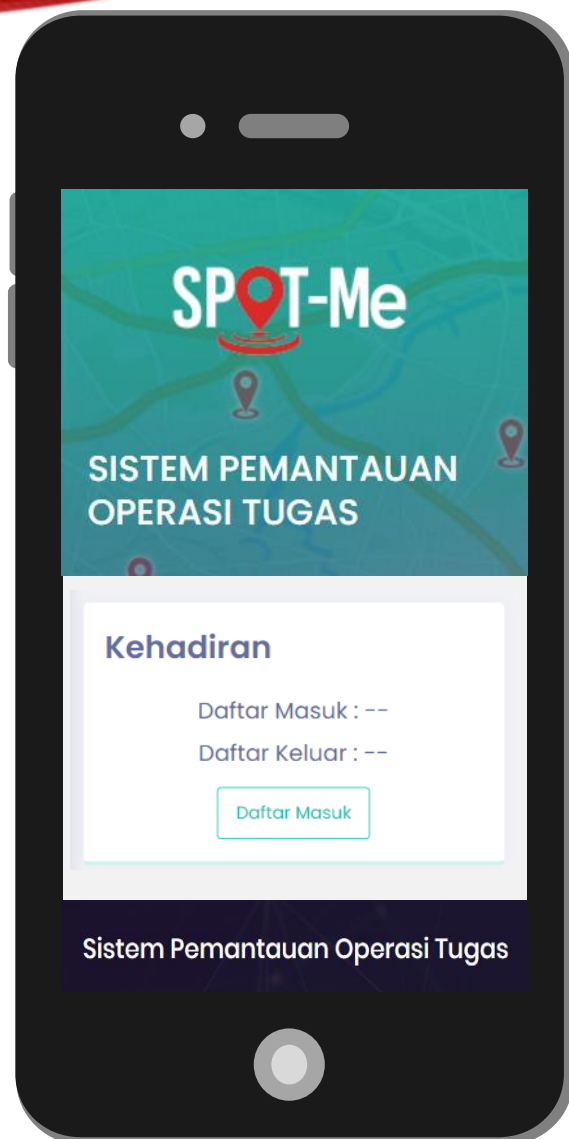 SPOT-Me
SISTEM PEMANTAUAN
OPERASI TUGAS
Kehadiran
Daftar Masuk : --
Daftar Keluar : --
Daftar Masuk
Sistem Pemantauan Operasi Tugas